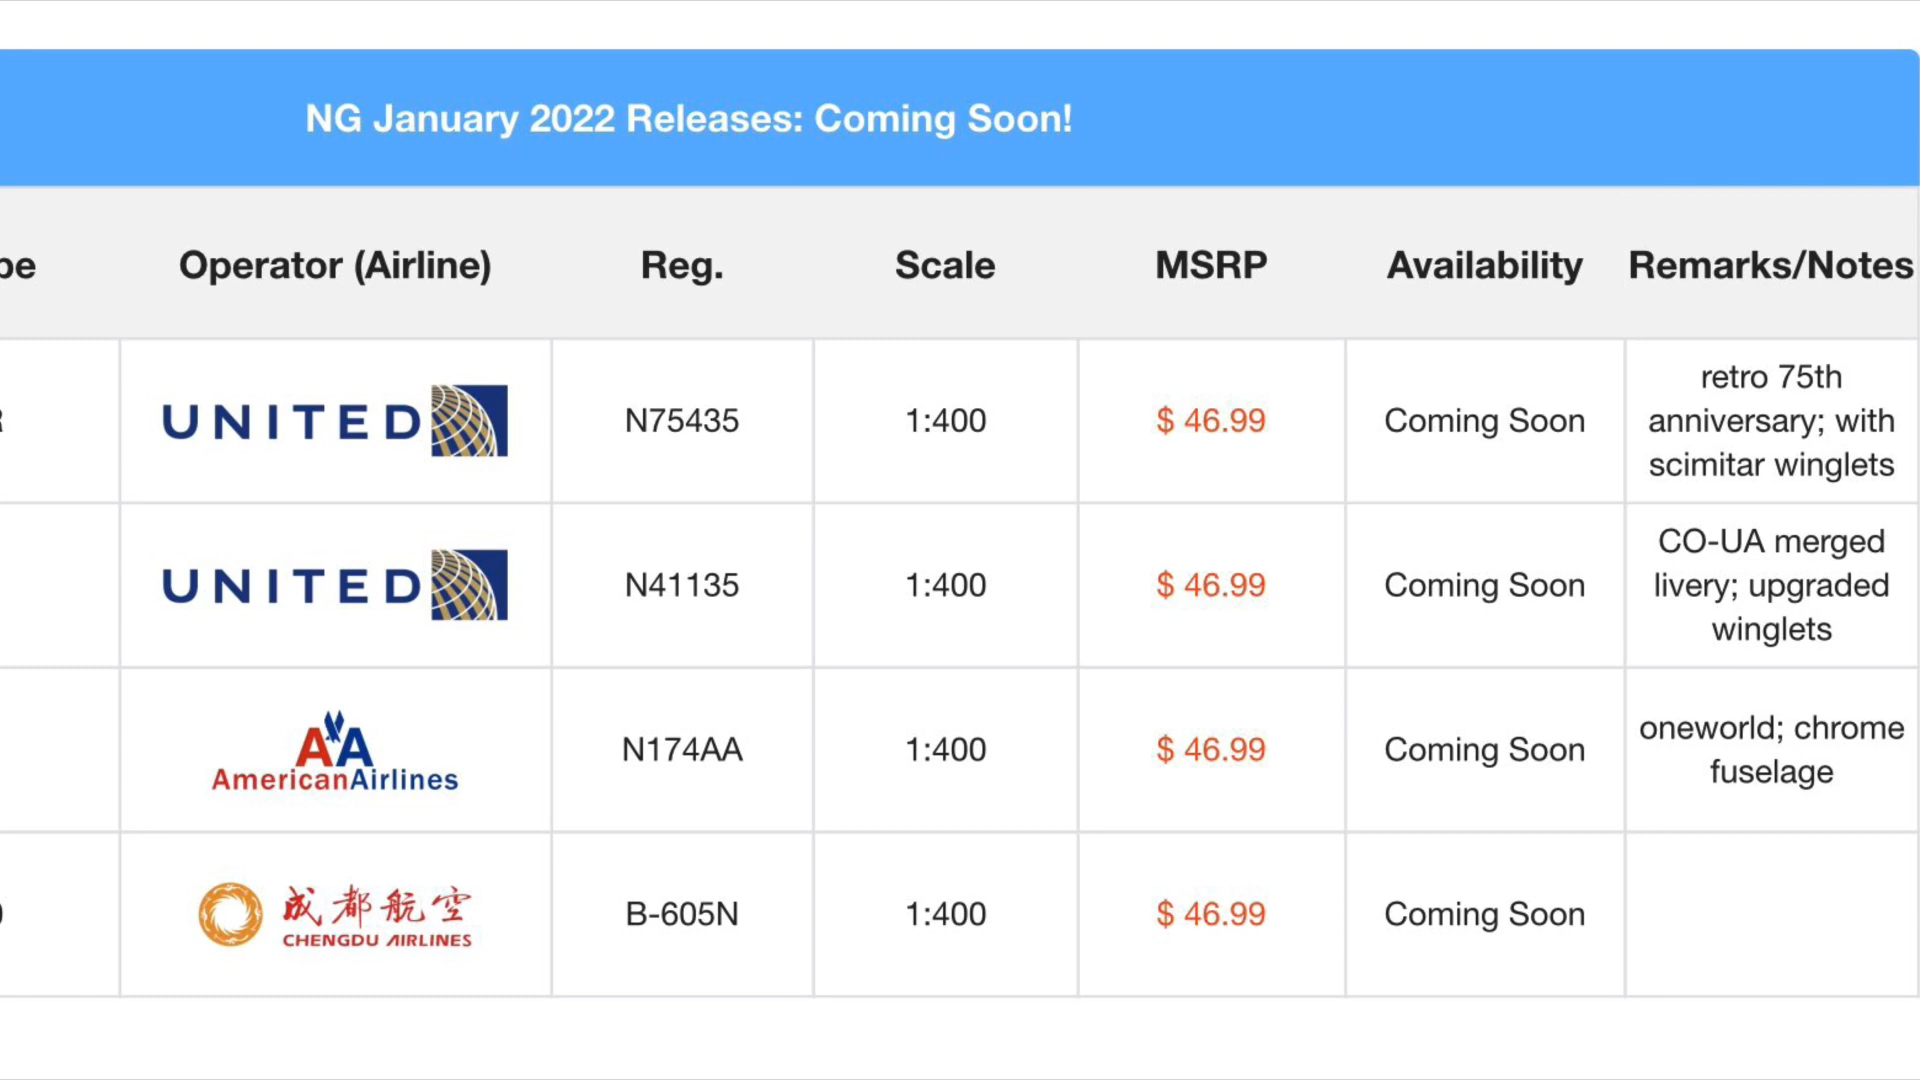 NG January 2022 Releases: Coming Soon!
pe Operator (Airline) Reg. Scale MSRP Availability Remarks/Notes
UNITED N75435 1:400 $ 46.99 Coming Soon retro 75th
anniversary; with
scimitar winglets
UNITED N41135 1:400 $ 46.99 Coming Soon CO-UA merged
livery; upgraded
winglets
AA
AmericanAirlines N174AA 1:400 $ 46.99 Coming Soon oneworld; chrome
fuselage
成都航空
CHENGDU AIRLINES B-605N 1:400 $ 46.99 Coming Soon